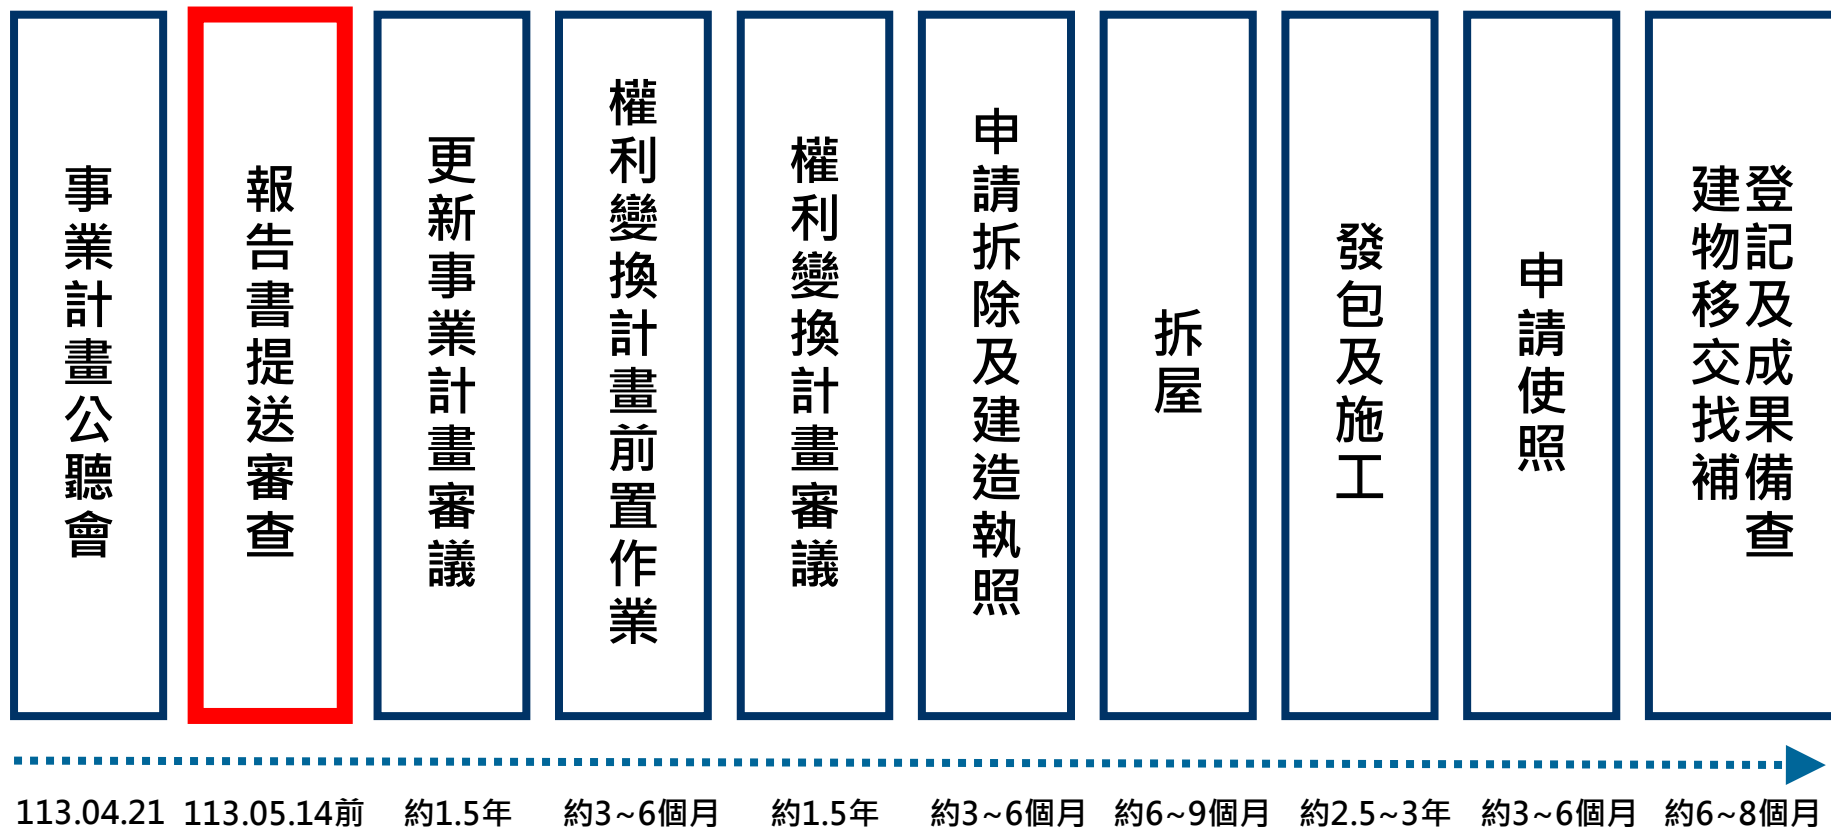 事業計畫公聽會
報告書提送審查
更新事業計畫審議
權利變換計畫前置作業
權利變換計畫審議
申請拆除及建造執照
拆屋
發包及施工
申請使照
登記及成果備查
建物移交找補
113.04.21
113.05.14前
約1.5年
約3~6個月
約1.5年
約3~6個月
約6~9個月
約2.5~3年
約3~6個月
約6~8個月